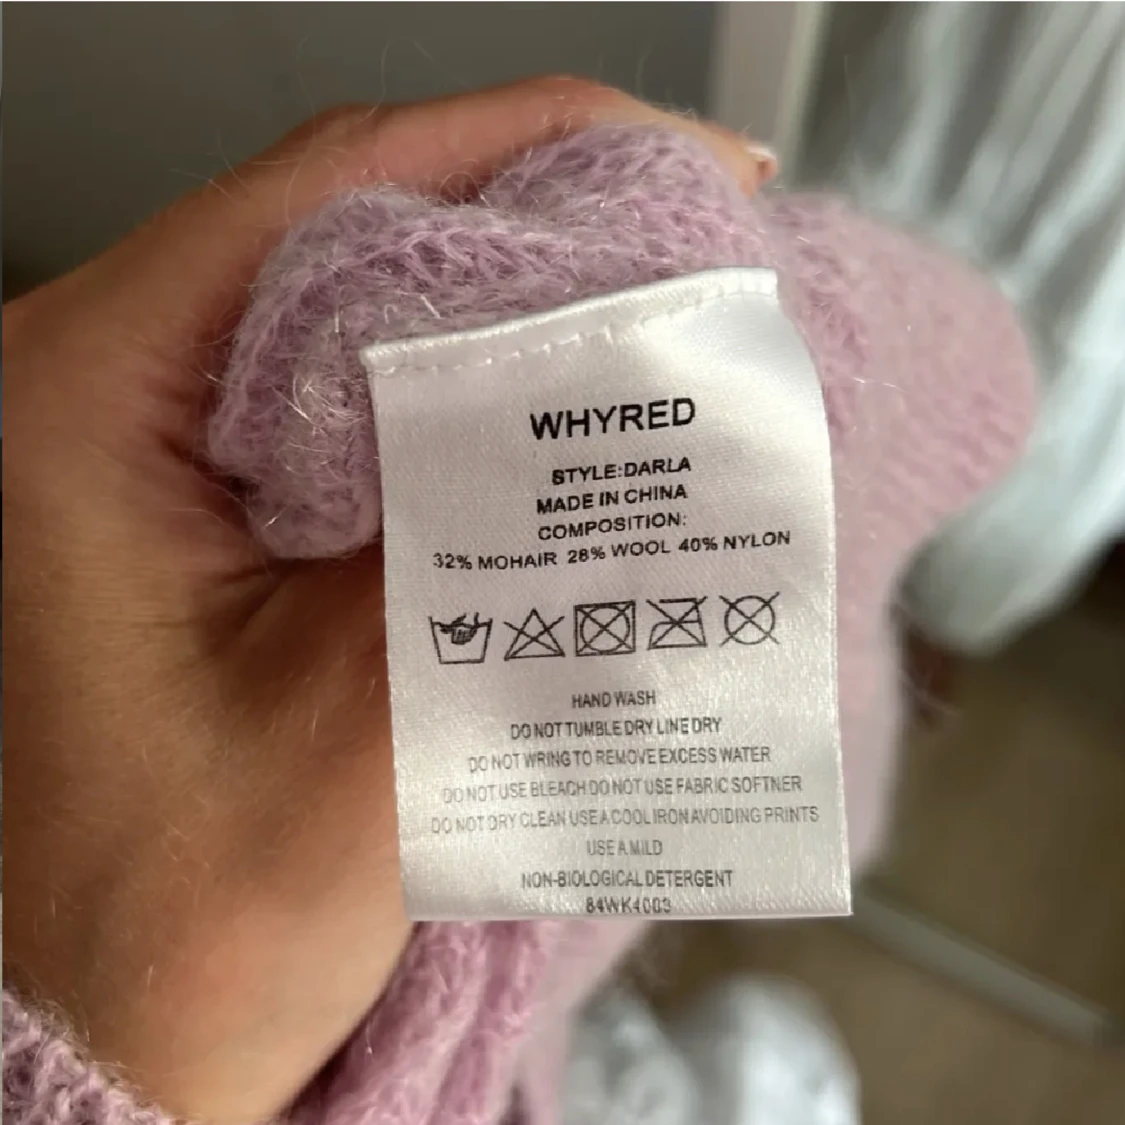 WHYRED
STYLE:DARLA
MADE IN CHINA
COMPOSITION:
32% MOHAIR 28% WOOL 40% NYLON
HAND WASH
DO NOT TUMBLE DRY LINE DRY
DO NOT WRING TO REMOVE EXCESS WATER
DO NOT USE BLEACH DO NOT USE FABRIC SOFTNER
DO NOT DRY CLEAN USE A COOL IRON AVOIDING PRINTS
USE A MILD
NON-BIOLOGICAL DETERGENT
84WK4003